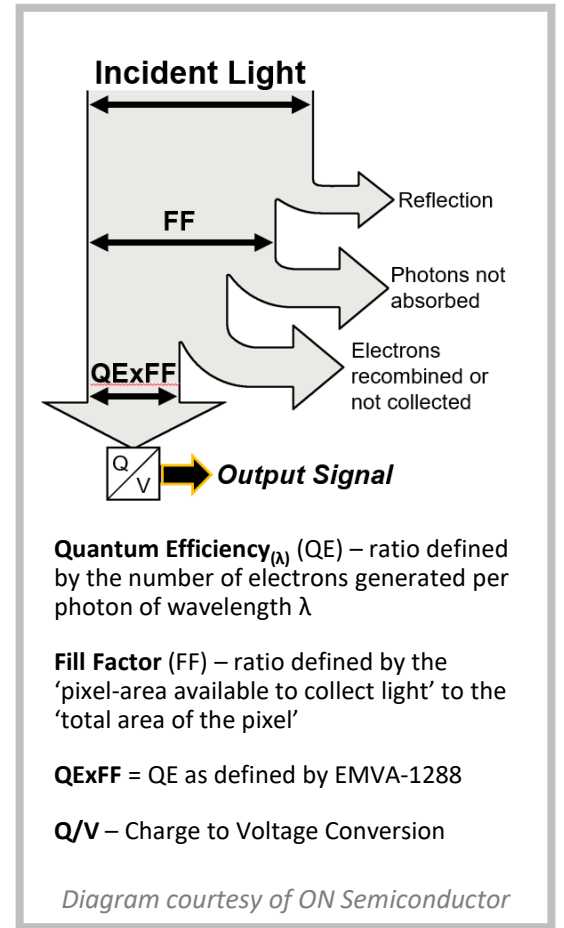 Incident Light
Reflection
FF
Photons not
absorbed
Electrons
recombined or
not collected
QExFF
Q
V
Output Signal
Quantum Efficiency(λ) (QE) – ratio defined
by the number of electrons generated per
photon of wavelength λ
Fill Factor (FF) – ratio defined by the
‘pixel-area available to collect light’ to the
‘total area of the pixel’
QExFF = QE as defined by EMVA-1288
Q/V – Charge to Voltage Conversion
Diagram courtesy of ON Semiconductor